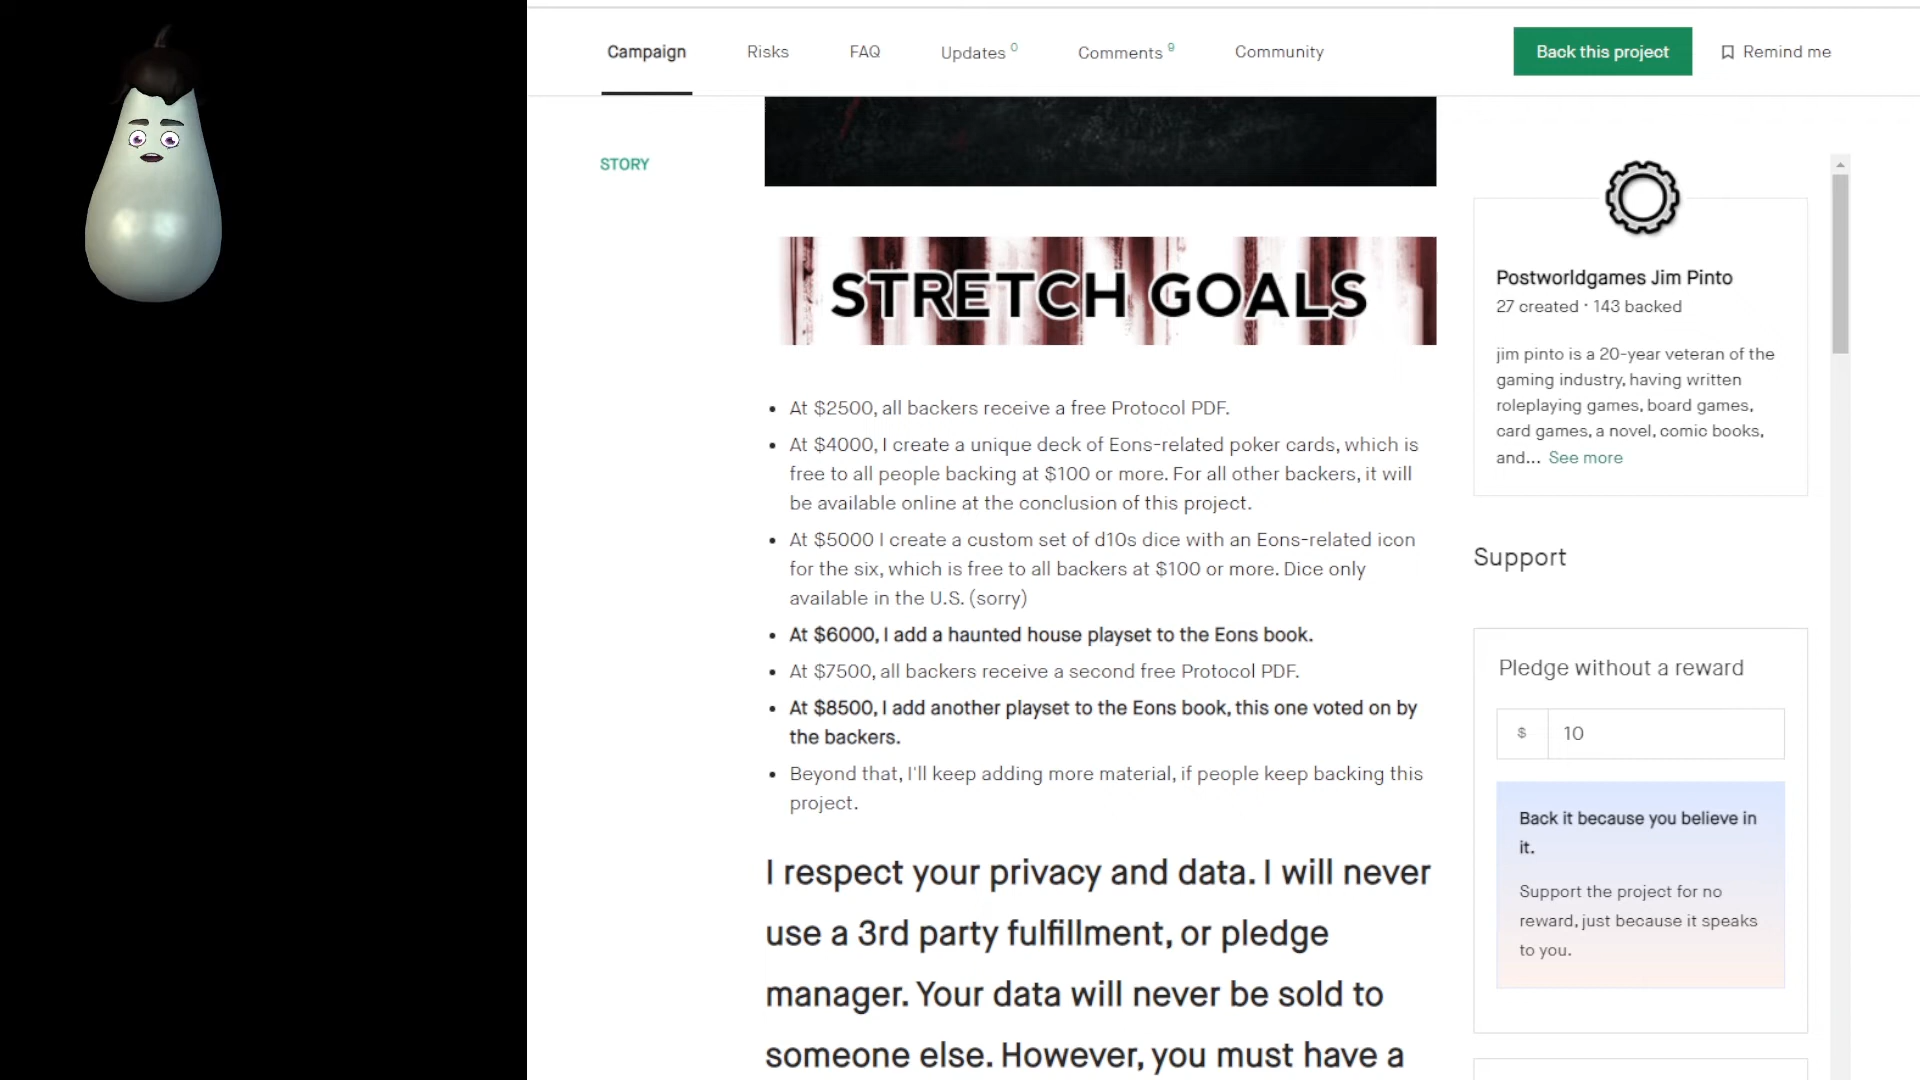 Campaign
Risks
FAQ
Updates 0
Comments 9
Community
Back this project
Remind me
STORY
STRETCH GOALS
At $2500, all backers receive a free Protocol PDF.
At $4000, I create a unique deck of Eons-related poker cards, which is
free to all people backing at $100 or more. For all other backers, it will
be available online at the conclusion of this project.
At $5000 I create a custom set of d10s dice with an Eons-related icon
for the six, which is free to all backers at $100 or more. Dice only
available in the U.S. (sorry)
At $6000, I add a haunted house playset to the Eons book.
At $7500, all backers receive a second free Protocol PDF.
At $8500, I add another playset to the Eons book, this one voted on by
the backers.
Beyond that, I'll keep adding more material, if people keep backing this
project.
I respect your privacy and data. I will never
use a 3rd party fulfillment, or pledge
manager. Your data will never be sold to
someone else. However, you must have a
Postworldgames Jim Pinto
27 created · 143 backed
jim pinto is a 20-year veteran of the
gaming industry, having written
roleplaying games, board games,
card games, a novel, comic books,
and... See more
Support
Pledge without a reward
$ 10
Back it because you believe in
it.
Support the project for no
reward, just because it speaks
to you.